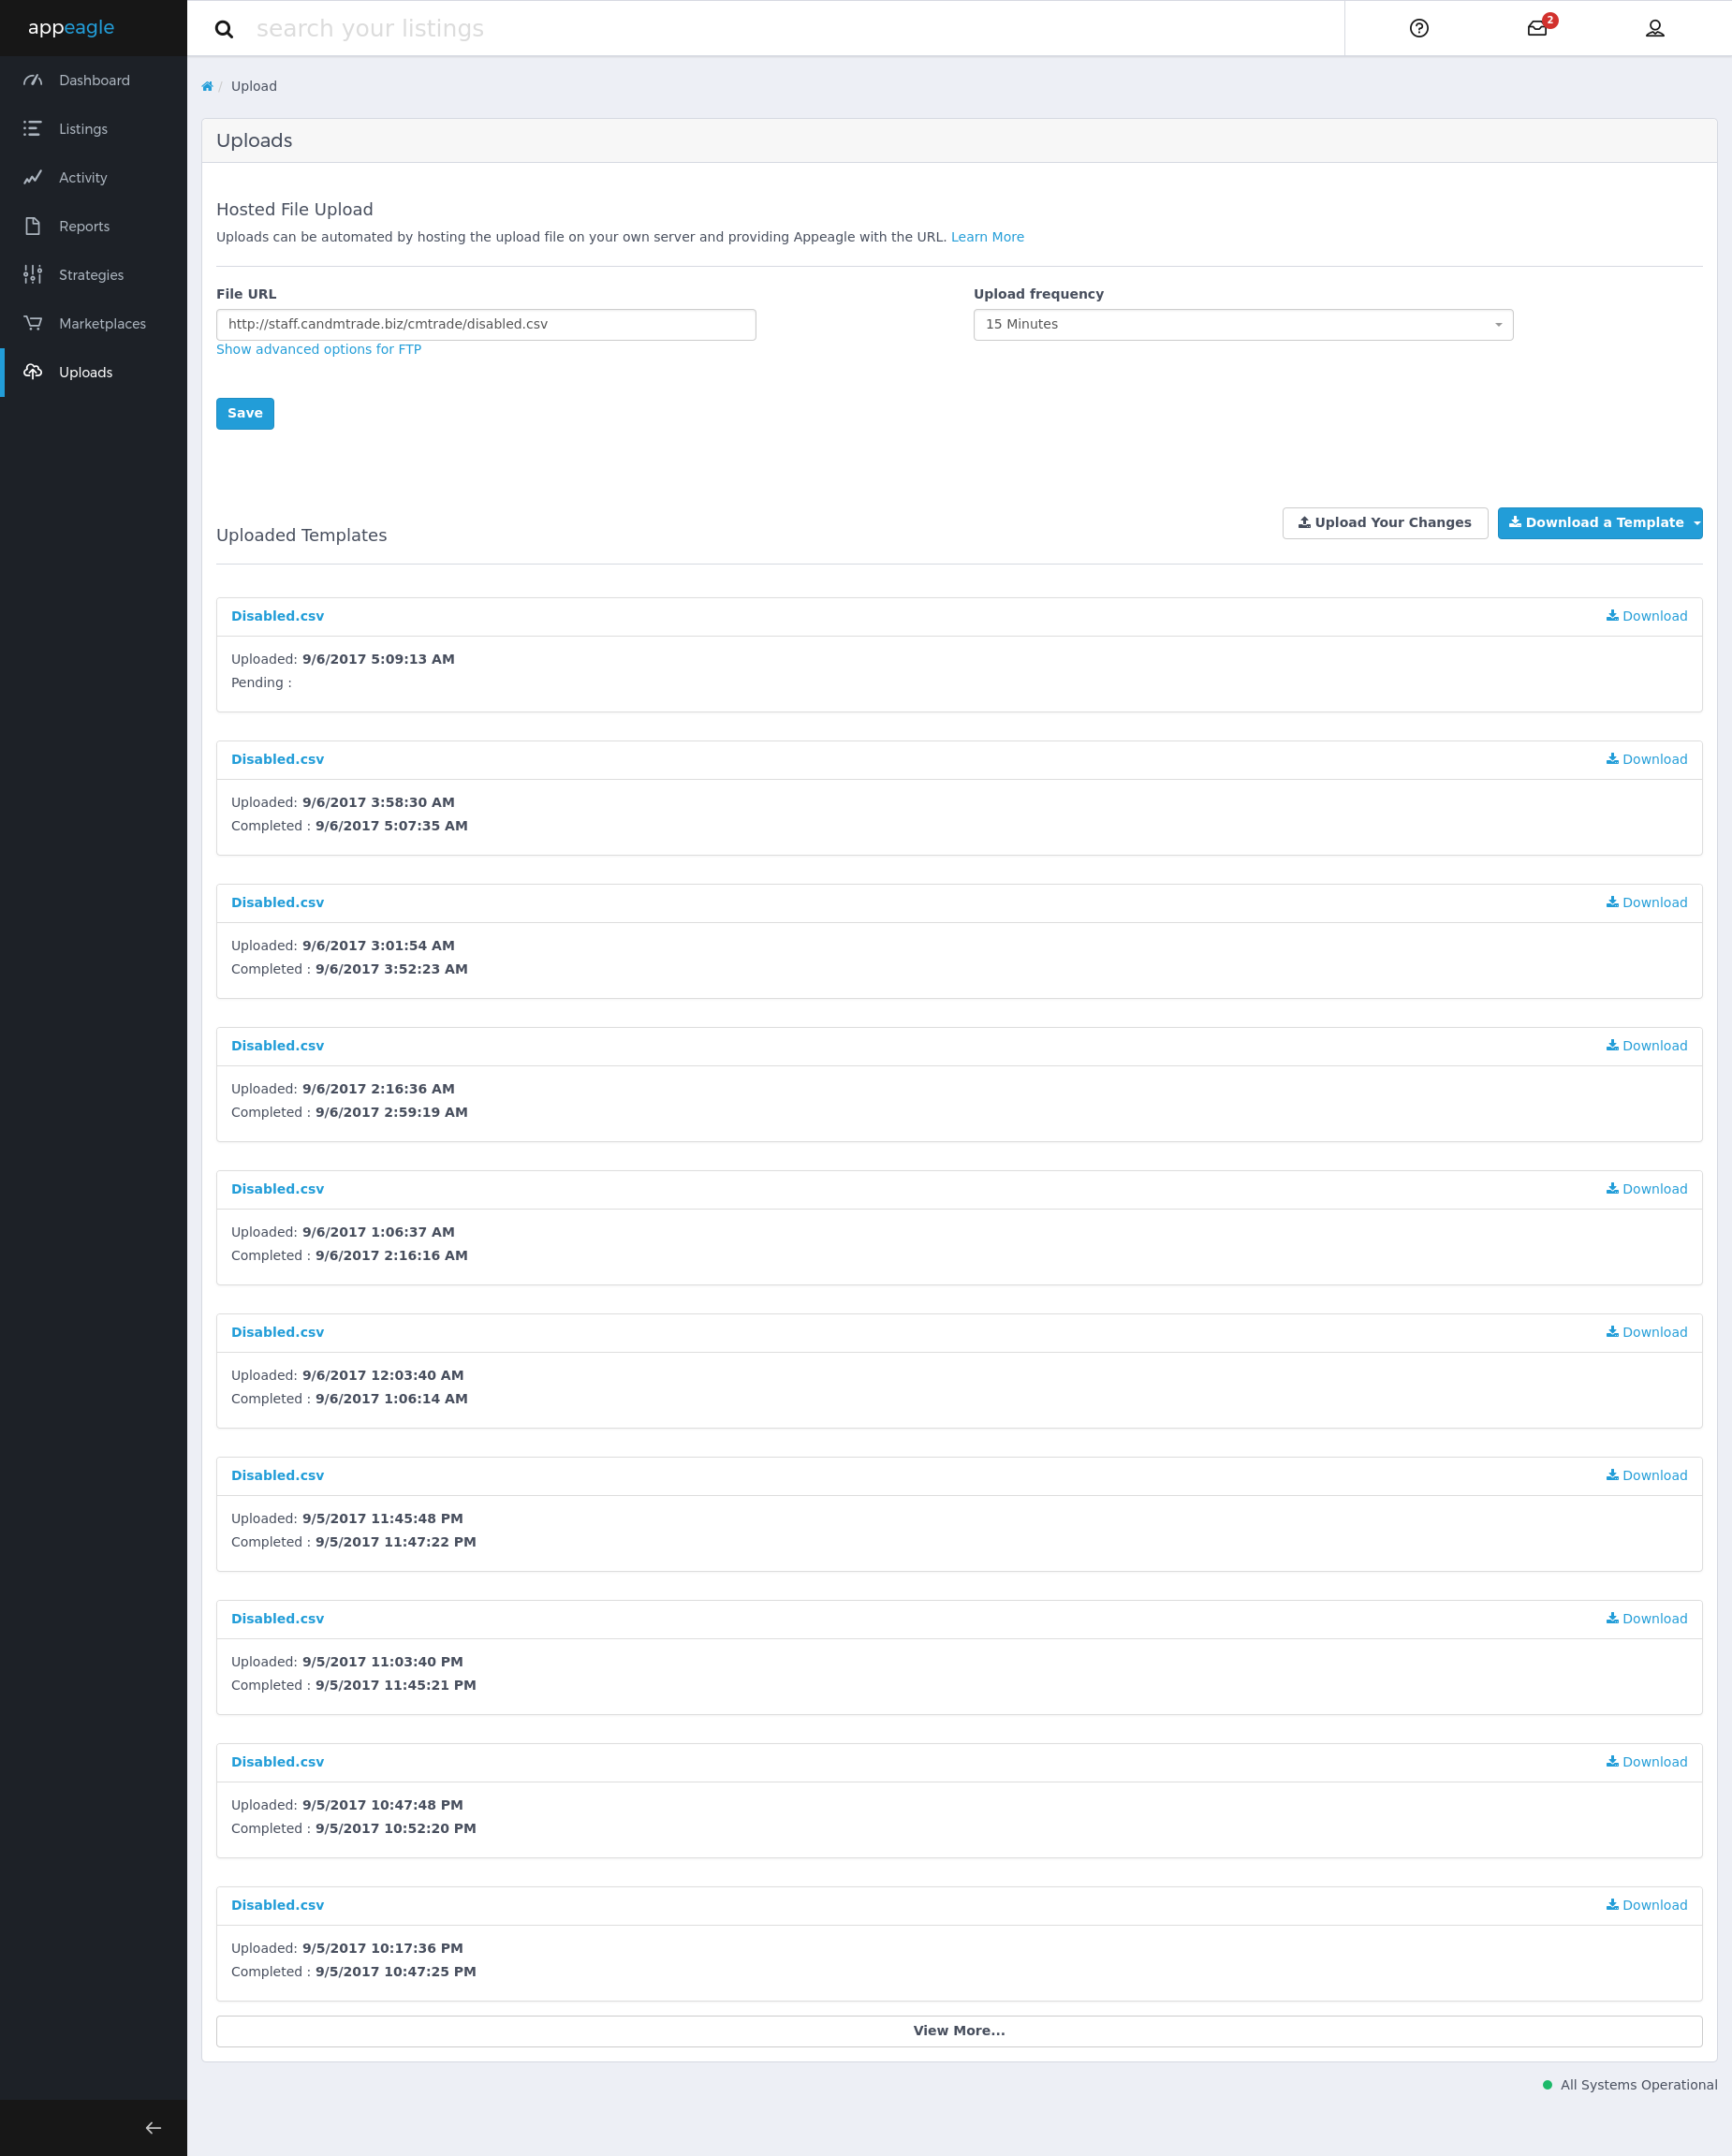 appeagle
search your listings
2
Dashboard
Listings
Activity
Reports
Strategies
Marketplaces
Uploads
/ Upload
Uploads
Hosted File Upload
Uploads can be automated by hosting the upload file on your own server and providing Appeagle with the URL. Learn More
File URL
Upload frequency
http://staff.candmtrade.biz/cmtrade/disabled.csv
15 Minutes
Show advanced options for FTP
Save
Uploaded Templates
Upload Your Changes
Download a Template
Disabled.csv
Download
Uploaded: 9/6/2017 5:09:13 AM
Pending :
Disabled.csv
Download
Uploaded: 9/6/2017 3:58:30 AM
Completed : 9/6/2017 5:07:35 AM
Disabled.csv
Download
Uploaded: 9/6/2017 3:01:54 AM
Completed : 9/6/2017 3:52:23 AM
Disabled.csv
Download
Uploaded: 9/6/2017 2:16:36 AM
Completed : 9/6/2017 2:59:19 AM
Disabled.csv
Download
Uploaded: 9/6/2017 1:06:37 AM
Completed : 9/6/2017 2:16:16 AM
Disabled.csv
Download
Uploaded: 9/6/2017 12:03:40 AM
Completed : 9/6/2017 1:06:14 AM
Disabled.csv
Download
Uploaded: 9/5/2017 11:45:48 PM
Completed : 9/5/2017 11:47:22 PM
Disabled.csv
Download
Uploaded: 9/5/2017 11:03:40 PM
Completed : 9/5/2017 11:45:21 PM
Disabled.csv
Download
Uploaded: 9/5/2017 10:47:48 PM
Completed : 9/5/2017 10:52:20 PM
Disabled.csv
Download
Uploaded: 9/5/2017 10:17:36 PM
Completed : 9/5/2017 10:47:25 PM
View More...
All Systems Operational